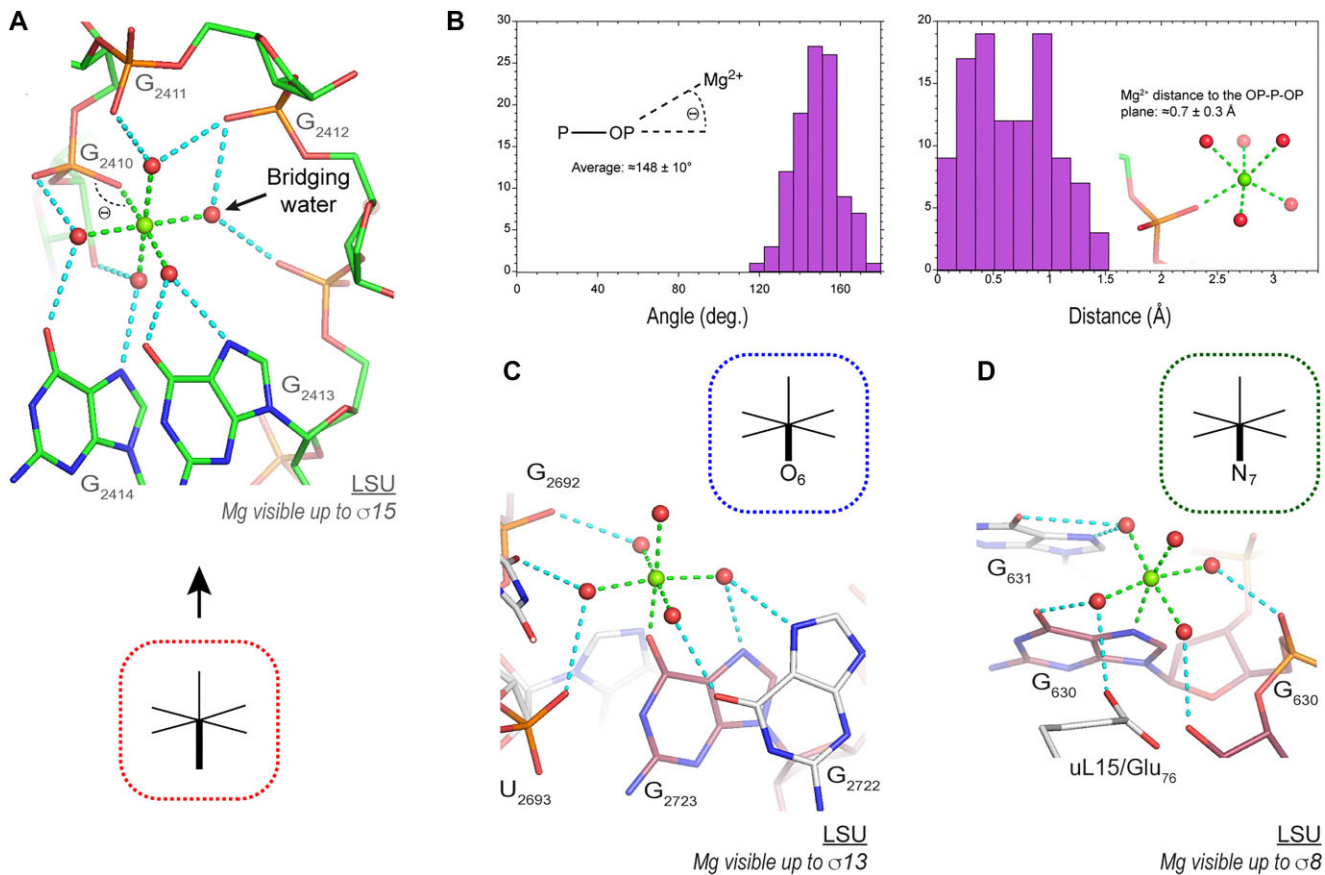 A
G2411
G2412
G2410
Θ
Bridging
water
G2413
G2414
LSU
Mg visible up to σ15
B
30
25
20
15
10
5
0
Mg2+
Θ
P
OP
Average: ≈148 ± 10°
40
80
120
160
Angle (deg.)
20
15
10
5
0
Mg2+ distance to the OP-P-OP
plane: ≈0.7 ± 0.3 Å
0
0.5
1
1.5
2
2.5
3
Distance (Å)
C
O6
G2692
U2693
G2723
G2722
LSU
Mg visible up to σ13
D
N7
G631
G630
G630
uL15/Glu76
LSU
Mg visible up to σ8